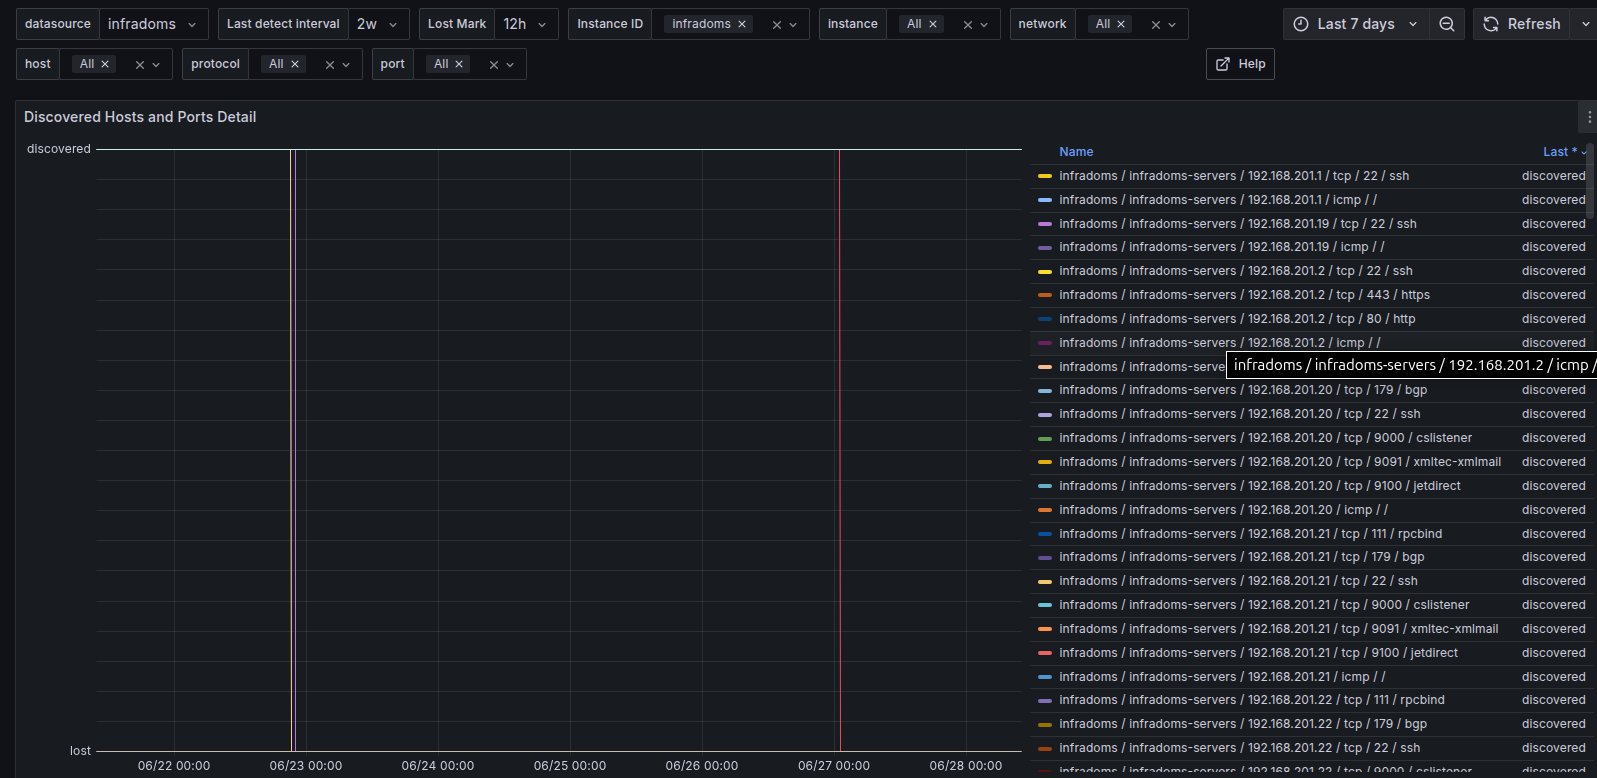 datasource infradoms Last detect interval 2w Lost Mark 12h Instance ID infradoms instance All network All Last 7 days Refresh
host All protocol All port All Help
Discovered Hosts and Ports Detail
discovered
lost
06/22 00:00 06/23 00:00 06/24 00:00 06/25 00:00 06/26 00:00 06/27 00:00 06/28 00:00
Name Last *
infradoms / infradoms-servers / 192.168.201.1 / tcp / 22 / ssh discovered
infradoms / infradoms-servers / 192.168.201.1 / icmp / / discovered
infradoms / infradoms-servers / 192.168.201.19 / tcp / 22 / ssh discovered
infradoms / infradoms-servers / 192.168.201.19 / icmp / / discovered
infradoms / infradoms-servers / 192.168.201.2 / tcp / 22 / ssh discovered
infradoms / infradoms-servers / 192.168.201.2 / tcp / 443 / https discovered
infradoms / infradoms-servers / 192.168.201.2 / tcp / 80 / http discovered
infradoms / infradoms-servers / 192.168.201.2 / icmp / / discovered
infradoms / infradoms-serve
infradoms / infradoms-servers / 192.168.201.2 / icmp /
infradoms / infradoms-servers / 192.168.201.20 / tcp / 179 / bgp discovered
infradoms / infradoms-servers / 192.168.201.20 / tcp / 22 / ssh discovered
infradoms / infradoms-servers / 192.168.201.20 / tcp / 9000 / cslistener discovered
infradoms / infradoms-servers / 192.168.201.20 / tcp / 9091 / xmltec-xmlmail discovered
infradoms / infradoms-servers / 192.168.201.20 / tcp / 9100 / jetdirect discovered
infradoms / infradoms-servers / 192.168.201.20 / icmp / / discovered
infradoms / infradoms-servers / 192.168.201.21 / tcp / 111 / rpcbind discovered
infradoms / infradoms-servers / 192.168.201.21 / tcp / 179 / bgp discovered
infradoms / infradoms-servers / 192.168.201.21 / tcp / 22 / ssh discovered
infradoms / infradoms-servers / 192.168.201.21 / tcp / 9000 / cslistener discovered
infradoms / infradoms-servers / 192.168.201.21 / tcp / 9091 / xmltec-xmlmail discovered
infradoms / infradoms-servers / 192.168.201.21 / tcp / 9100 / jetdirect discovered
infradoms / infradoms-servers / 192.168.201.21 / icmp / / discovered
infradoms / infradoms-servers / 192.168.201.22 / tcp / 111 / rpcbind discovered
infradoms / infradoms-servers / 192.168.201.22 / tcp / 179 / bgp discovered
infradoms / infradoms-servers / 192.168.201.22 / tcp / 22 / ssh discovered
infradoms / infradoms-servers / 192.168.201.22 / tcp / 9000 / cslistener discovered